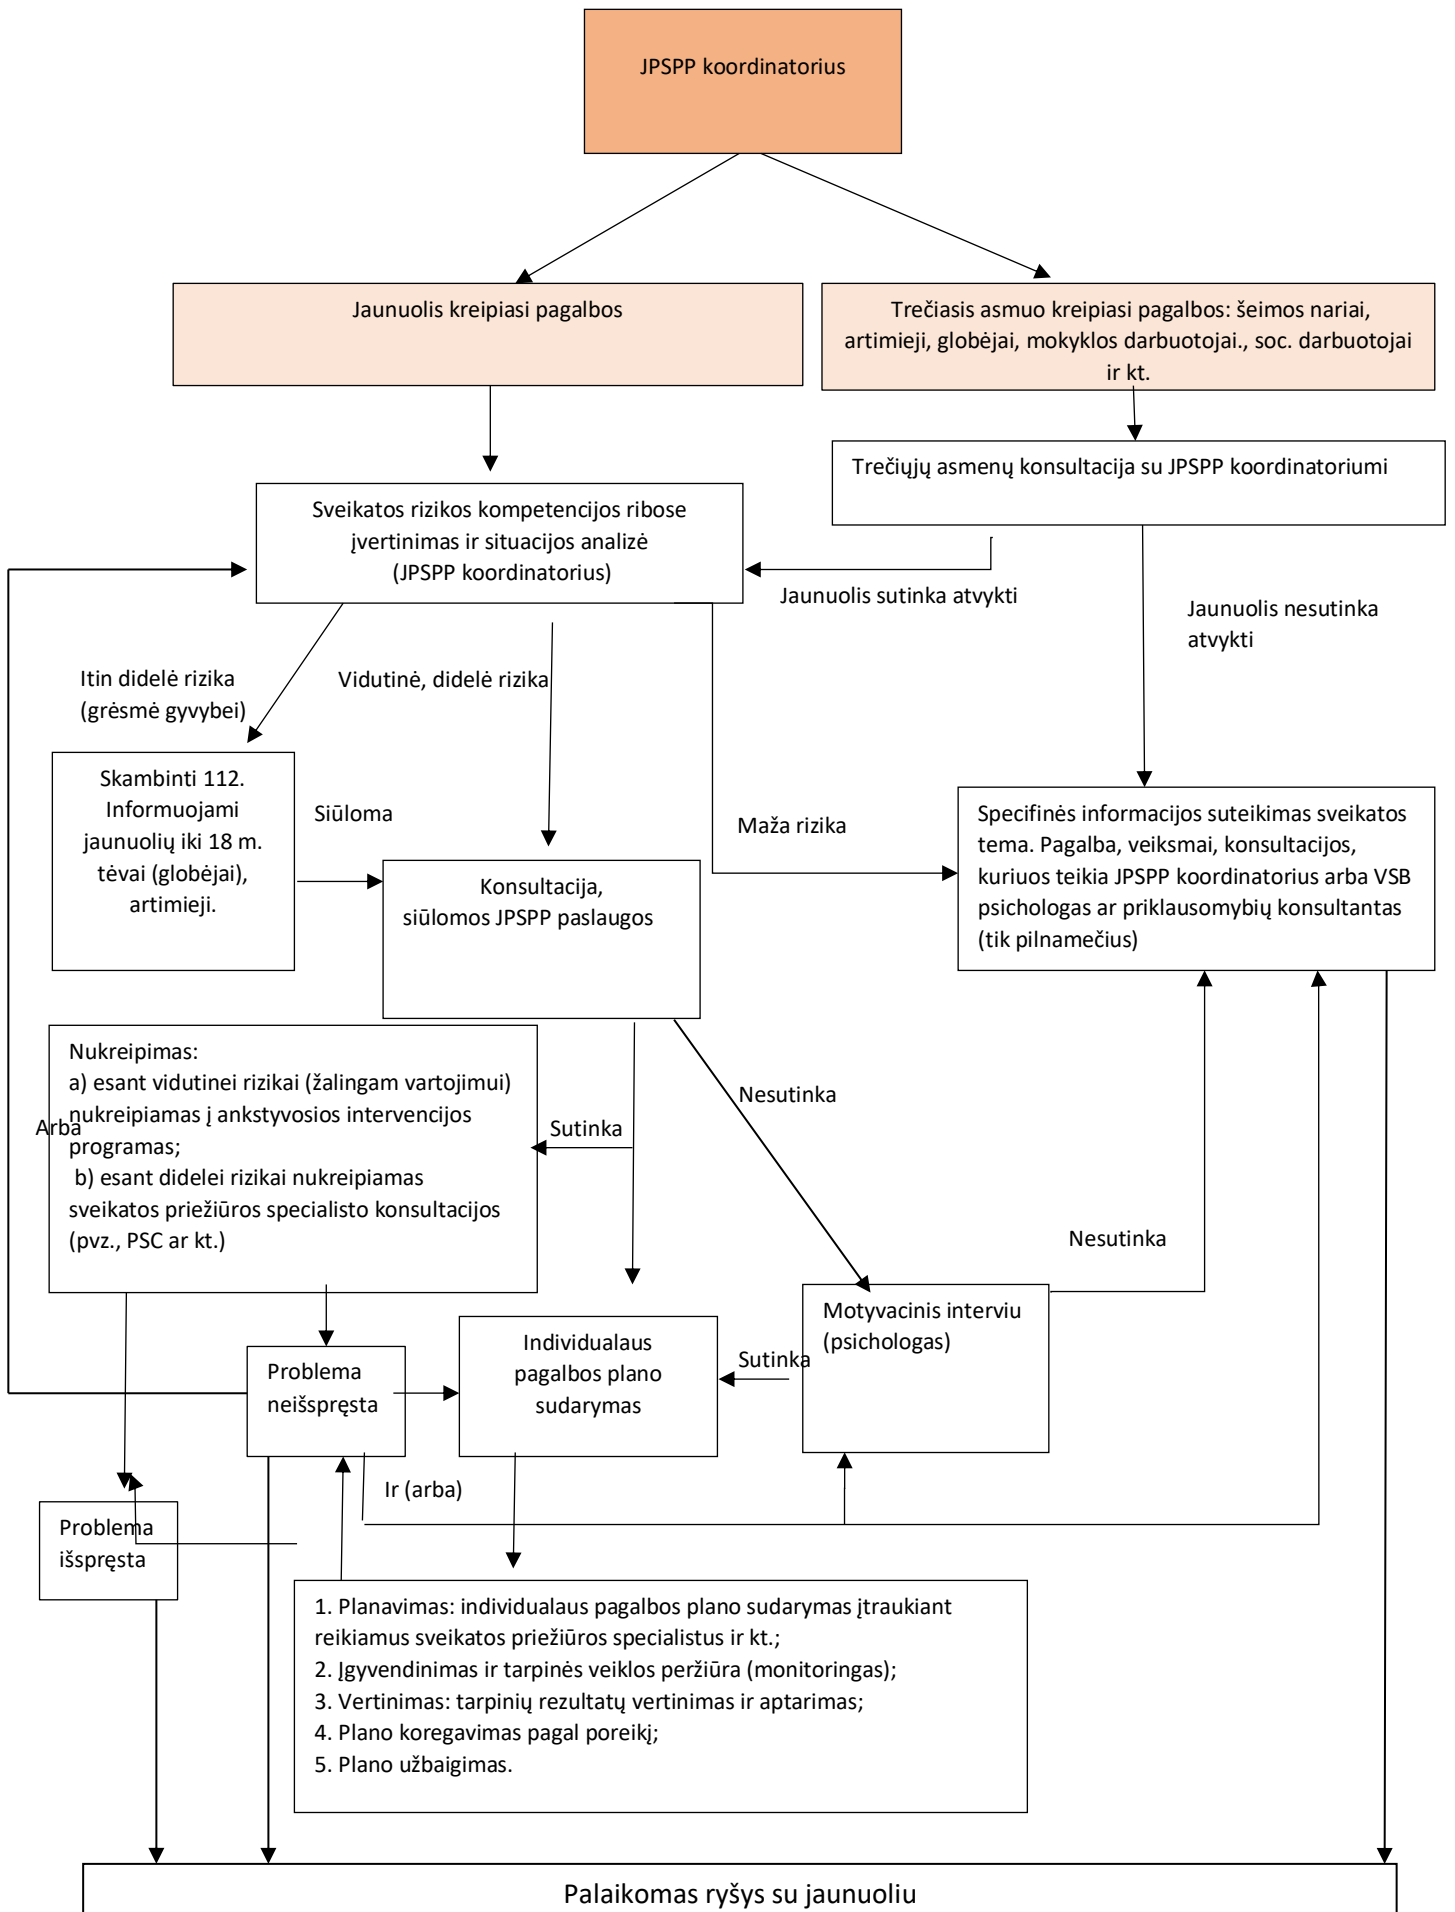 JPSPP koordinatorius
Jaunuolis kreipiasi pagalbos
Trečiasis asmuo kreipiasi pagalbos: šeimos nariai,
artimieji, globėjai, mokyklos darbuotojai., soc. darbuotojai
ir kt.
Trečiųjų asmenų konsultacija su JPSPP koordinatoriumi
Sveikatos rizikos kompetencijos ribose
įvertinimas ir situacijos analizė
(JPSPP koordinatorius)
Jaunuolis sutinka atvykti
Jaunuolis nesutinka
atvykti
Itin didelė rizika
(grėsmė gyvybei)
Vidutinė, didelė rizika
Skambinti 112.
Informuojami
jaunuolių iki 18 m.
tėvai (globėjai),
artimieji.
Siūloma
Maža rizika
Konsultacija,
siūlomos JPSPP paslaugos
Specifinės informacijos suteikimas sveikatos
tema. Pagalba, veiksmai, konsultacijos,
kuriuos teikia JPSPP koordinatorius arba VSB
psichologas ar priklausomybių konsultantas
(tik pilnamečius)
Nukreipimas:
a) esant vidutinei rizikai (žalingam vartojimui)
nukreipiamas į ankstyvosios intervencijos
programas;
b) esant didelei rizikai nukreipiamas
sveikatos priežiūros specialisto konsultacijos
(pvz., PSC ar kt.)
Arba
Sutinka
Nesutinka
Nesutinka
Motyvacinis interviu
(psichologas)
Sutinka
Individualaus
pagalbos plano
sudarymas
Problema
neišspręsta
Ir (arba)
Problema
išspręsta
1. Planavimas: individualaus pagalbos plano sudarymas įtraukiant
reikiamus sveikatos priežiūros specialistus ir kt.;
2. Įgyvendinimas ir tarpinės veiklos peržiūra (monitoringas);
3. Vertinimas: tarpinių rezultatų vertinimas ir aptarimas;
4. Plano koregavimas pagal poreikį;
5. Plano užbaigimas.
Palaikomas ryšys su jaunuoliu